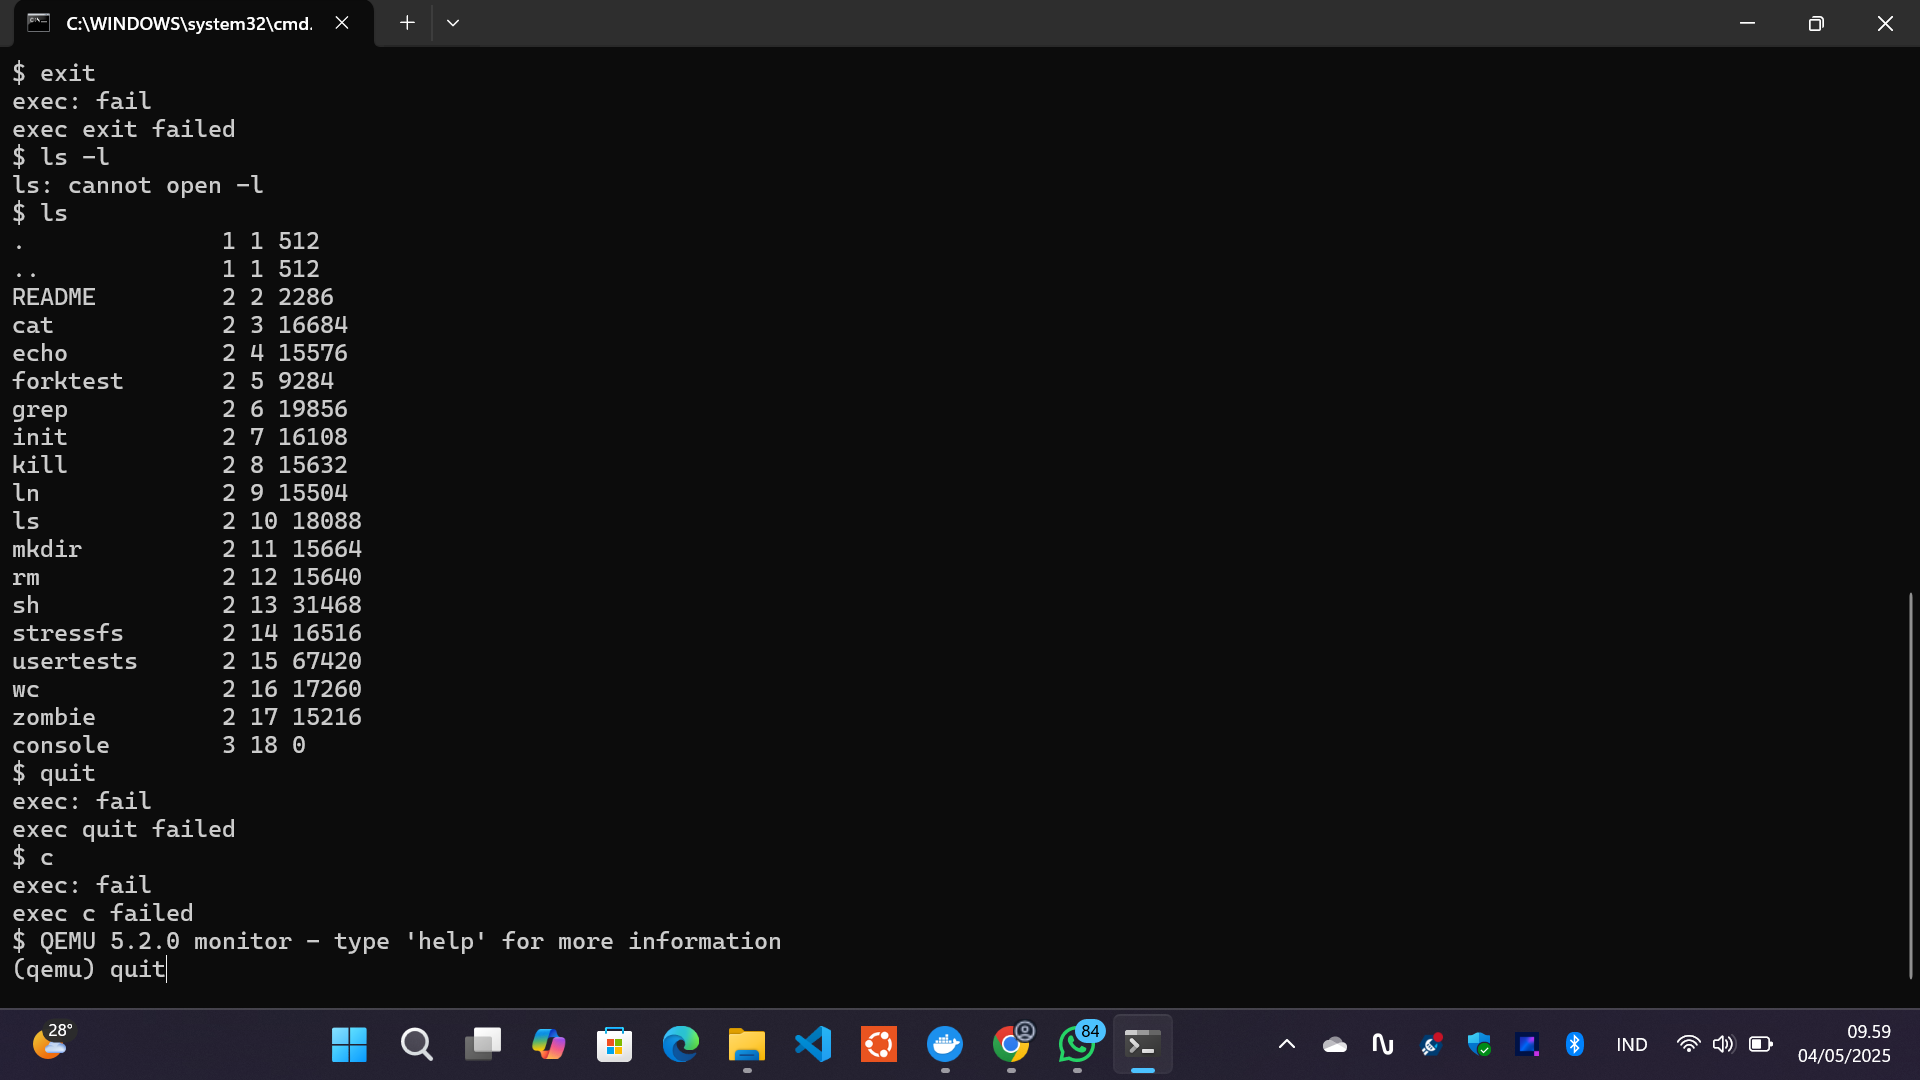 C:\WINDOWS\system32\cmd.
$ exit
exec: fail
exec exit failed
$ ls -l
ls: cannot open -l
$ ls
. 1 1 512
.. 1 1 512
README 2 2 2286
cat 2 3 16684
echo 2 4 15576
forktest 2 5 9284
grep 2 6 19856
init 2 7 16108
kill 2 8 15632
ln 2 9 15504
ls 2 10 18088
mkdir 2 11 15664
rm 2 12 15640
sh 2 13 31468
stressfs 2 14 16516
usertests 2 15 67420
wc 2 16 17260
zombie 2 17 15216
console 3 18 0
$ quit
exec: fail
exec quit failed
$ c
exec: fail
exec c failed
$ QEMU 5.2.0 monitor - type 'help' for more information
(qemu) quit
28°
84
IND
09.59
04/05/2025